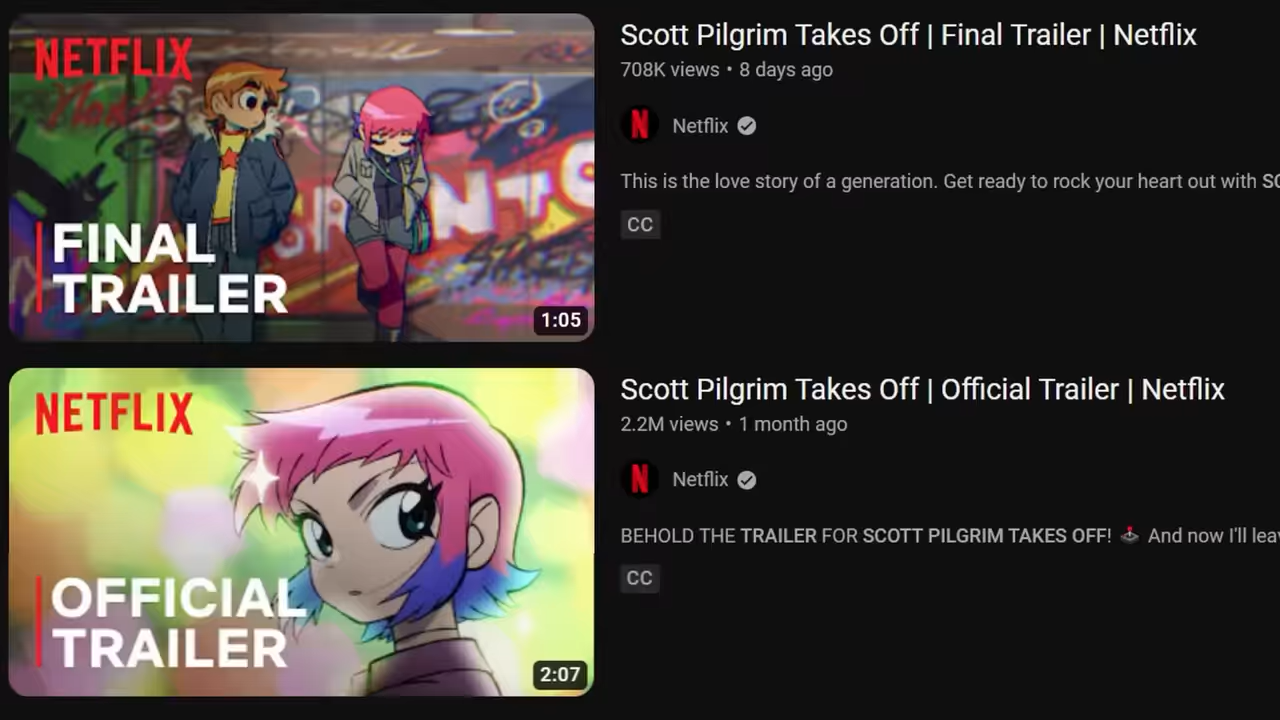 NETFLIX
FINAL
TRAILER
1:05
Scott Pilgrim Takes Off | Final Trailer | Netflix
708K views • 8 days ago
N Netflix
This is the love story of a generation. Get ready to rock your heart out with
CC
NETFLIX
OFFICIAL
TRAILER
2:07
Scott Pilgrim Takes Off | Official Trailer | Netflix
2.2M views • 1 month ago
N Netflix
BEHOLD THE TRAILER FOR SCOTT PILGRIM TAKES OFF! 🕹️ And now I'll
CC